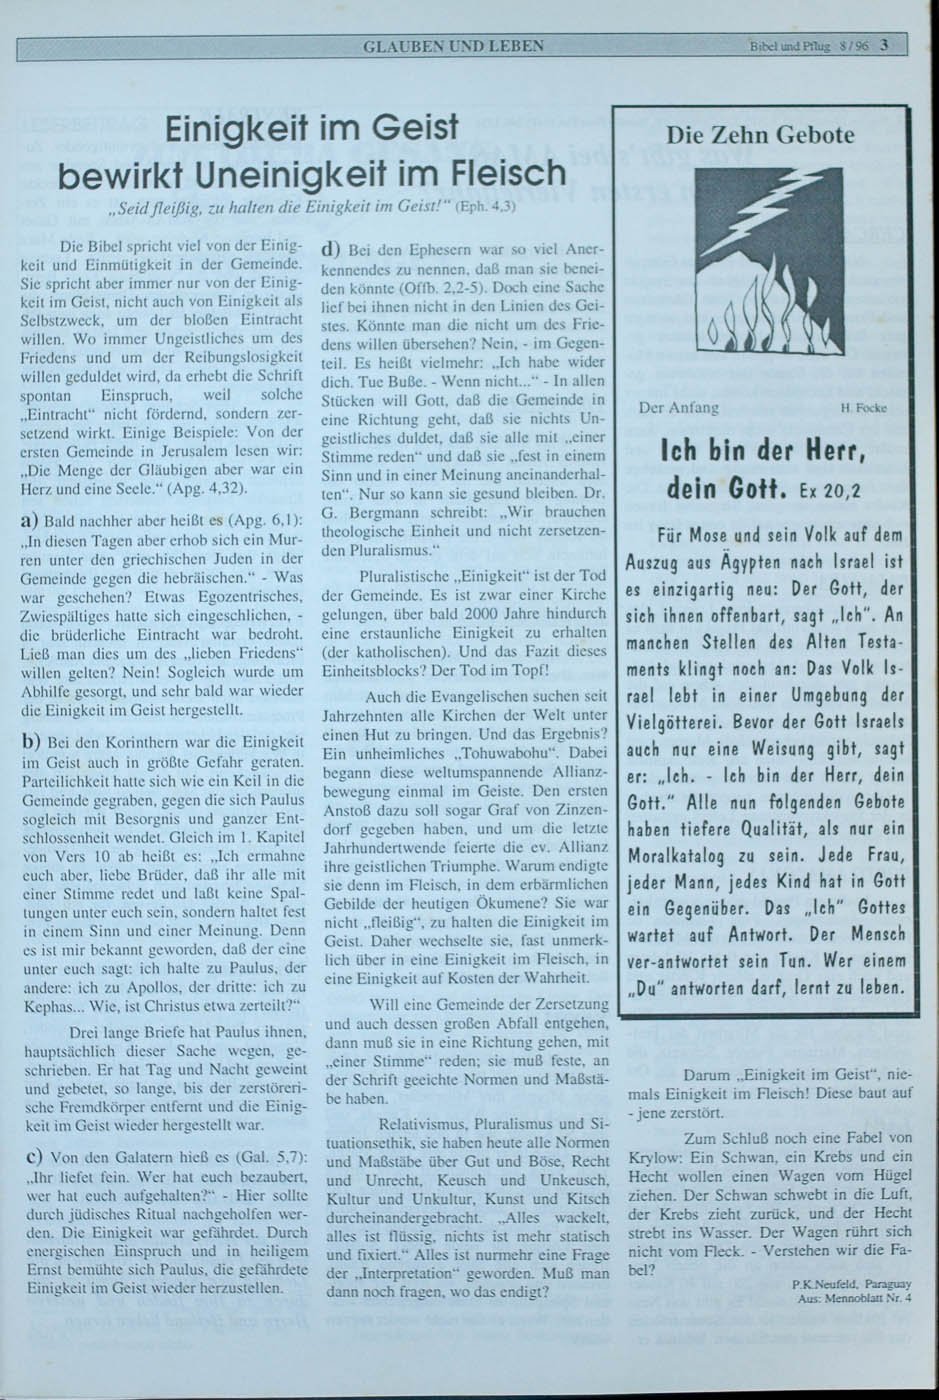 GLAUBEN UND LEBEN
Bibel und Pflug 8/96 3
Einigkeit im Geist
bewirkt Uneinigkeit im Fleisch
„Seid fleißig, zu halten die Einigkeit im Geist!“ (Eph. 4,3)
Die Bibel spricht viel von der Einig-
keit und Einmütigkeit in der Gemeinde.
Sie spricht aber immer nur von der Einig-
keit im Geist, nicht auch von Einigkeit als
Selbstzweck, um der bloßen Eintracht
willen. Wo immer Ungeistliches um des
Friedens und um der Reibungslosigkeit
willen geduldet wird, da erhebt die Schrift
spontan Einspruch, weil solche
„Eintracht“ nicht fördernd, sondern zer-
setzend wirkt. Einige Beispiele: Von der
ersten Gemeinde in Jerusalem lesen wir:
„Die Menge der Gläubigen aber war ein
Herz und eine Seele.“ (Apg. 4,32).
a) Bald nachher aber heißt es (Apg. 6,1):
„In diesen Tagen aber erhob sich ein Mur-
ren unter den griechischen Juden in der
Gemeinde gegen die hebräischen.“ - Was
war geschehen? Etwas Egozentrisches,
Zwiespältiges hatte sich eingeschlichen, -
die brüderliche Eintracht war bedroht.
Ließ man dies um des „lieben Friedens“
willen gelten? Nein! Sogleich wurde um
Abhilfe gesorgt, und sehr bald war wieder
die Einigkeit im Geist hergestellt.
b) Bei den Korinthern war die Einigkeit
im Geist auch in größte Gefahr geraten.
Parteilichkeit hatte sich wie ein Keil in die
Gemeinde gegraben, gegen die sich Paulus
sogleich mit Besorgnis und ganzer Ent-
schlossenheit wendet. Gleich im 1. Kapitel
von Vers 10 ab heißt es: „Ich ermahne
euch aber, liebe Brüder, daß ihr alle mit
einer Stimme redet und laßt keine Spal-
tungen unter euch sein, sondern haltet fest
in einem Sinn und einer Meinung. Denn
es ist mir bekannt geworden, daß der eine
unter euch sagt: ich halte zu Paulus, der
andere: ich zu Apollos, der dritte: ich zu
Kephas... Wie, ist Christus etwa zerteilt?“
Drei lange Briefe hat Paulus ihnen,
hauptsächlich dieser Sache wegen, ge-
schrieben. Er hat Tag und Nacht geweint
und gebetet, so lange, bis der zerstöreri-
sche Fremdkörper entfernt und die Einig-
keit im Geist wieder hergestellt war.
c) Von den Galatern hieß es (Gal. 5,7):
„Ihr liefet fein. Wer hat euch bezaubert,
wer hat euch aufgehalten?“ - Hier sollte
durch jüdisches Ritual nachgeholfen wer-
den. Die Einigkeit war gefährdet. Durch
energischen Einspruch und in heiligem
Ernst bemühte sich Paulus, die gefährdete
Einigkeit im Geist wieder herzustellen.
d) Bei den Ephesern war so viel Aner-
kennendes zu nennen, daß man sie benei-
den könnte (Offb. 2,2-5). Doch eine Sache
lief bei ihnen nicht in den Linien des Gei-
stes. Könnte man die nicht um des Frie-
dens willen übersehen? Nein, - im Gegen-
teil. Es heißt vielmehr: „Ich habe wider
dich. Tue Buße. - Wenn nicht...“ - In allen
Stücken will Gott, daß die Gemeinde in
eine Richtung geht, daß sie nichts Un-
geistliches duldet, daß sie alle mit „einer
Stimme reden“ und daß sie „fest in einem
Sinn und in einer Meinung aneinanderhal-
ten“. Nur so kann sie gesund bleiben. Dr.
G. Bergmann schreibt: „Wir brauchen
theologische Einheit und nicht zersetzen-
den Pluralismus.“
Pluralistische „Einigkeit“ ist der Tod
der Gemeinde. Es ist zwar einer Kirche
gelungen, über bald 2000 Jahre hindurch
eine erstaunliche Einigkeit zu erhalten
(der katholischen). Und das Fazit dieses
Einheitsblocks? Der Tod im Topf!
Auch die Evangelischen suchen seit
Jahrzehnten alle Kirchen der Welt unter
einen Hut zu bringen. Und das Ergebnis?
Ein unheimliches „Tohuwabohu“. Dabei
begann diese weltumspannende Allianz-
bewegung einmal im Geiste. Den ersten
Anstoß dazu soll sogar Graf von Zinzen-
dorf gegeben haben, und um die letzte
Jahrhundertwende feierte die ev. Allianz
ihre geistlichen Triumphe. Warum endigte
sie denn im Fleisch, in dem erbärmlichen
Gebilde der heutigen Ökumene? Sie war
nicht „fleißig“, zu halten die Einigkeit im
Geist. Daher wechselte sie, fast unmerk-
lich über in eine Einigkeit im Fleisch, in
eine Einigkeit auf Kosten der Wahrheit.
Will eine Gemeinde der Zersetzung
und auch dessen großen Abfall entgehen,
dann muß sie in eine Richtung gehen, mit
„einer Stimme“ reden; sie muß feste, an
der Schrift geeichte Normen und Maßstä-
be haben.
Relativismus, Pluralismus und Si-
tuationsethik, sie haben heute alle Normen
und Maßstäbe über Gut und Böse, Recht
und Unrecht, Keusch und Unkeusch,
Kultur und Unkultur, Kunst und Kitsch
durcheinandergebracht. „Alles wackelt,
alles ist flüssig, nichts ist mehr statisch
und fixiert.“ Alles ist nurmehr eine Frage
der „Interpretation“ geworden. Muß man
dann noch fragen, wo das endigt?
Die Zehn Gebote
Der Anfang
H. Focke
Ich bin der Herr,
dein Gott. Ex 20,2
Für Mose und sein Volk auf dem
Auszug aus Ägypten nach Israel ist
es einzigartig neu: Der Gott, der
sich ihnen offenbart, sagt „Ich“. An
manchen Stellen des Alten Testa-
ments klingt noch an: Das Volk Is-
rael lebt in einer Umgebung der
Vielgötterei. Bevor der Gott Israels
auch nur eine Weisung gibt, sagt
er: „Ich. - Ich bin der Herr, dein
Gott.“ Alle nun folgenden Gebote
haben tiefere Qualität, als nur ein
Moralkatalog zu sein. Jede Frau,
jeder Mann, jedes Kind hat in Gott
ein Gegenüber. Das „Ich“ Gottes
wartet auf Antwort. Der Mensch
ver-antwortet sein Tun. Wer einem
„Du“ antworten darf, lernt zu leben.
Darum „Einigkeit im Geist“, nie-
mals Einigkeit im Fleisch! Diese baut auf
- jene zerstört.
Zum Schluß noch eine Fabel von
Krylow: Ein Schwan, ein Krebs und ein
Hecht wollen einen Wagen vom Hügel
ziehen. Der Schwan schwebt in die Luft,
der Krebs zieht zurück, und der Hecht
strebt ins Wasser. Der Wagen rührt sich
nicht vom Fleck. - Verstehen wir die Fa-
bel?
P.K.Neufeld, Paraguay
Aus: Mennoblatt Nr. 4